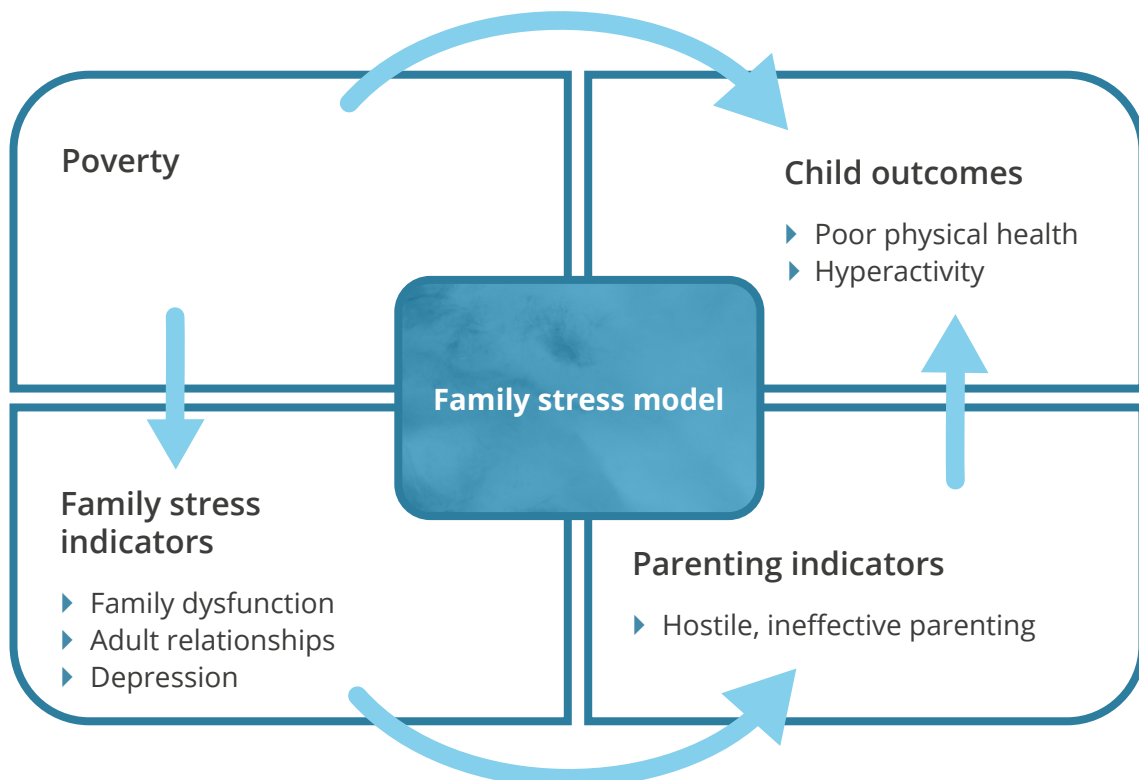 Poverty
Child outcomes
Poor physical health
Hyperactivity
Family stress model
Family stress
indicators
Family dysfunction
Adult relationships
Depression
Parenting indicators
Hostile, ineffective parenting